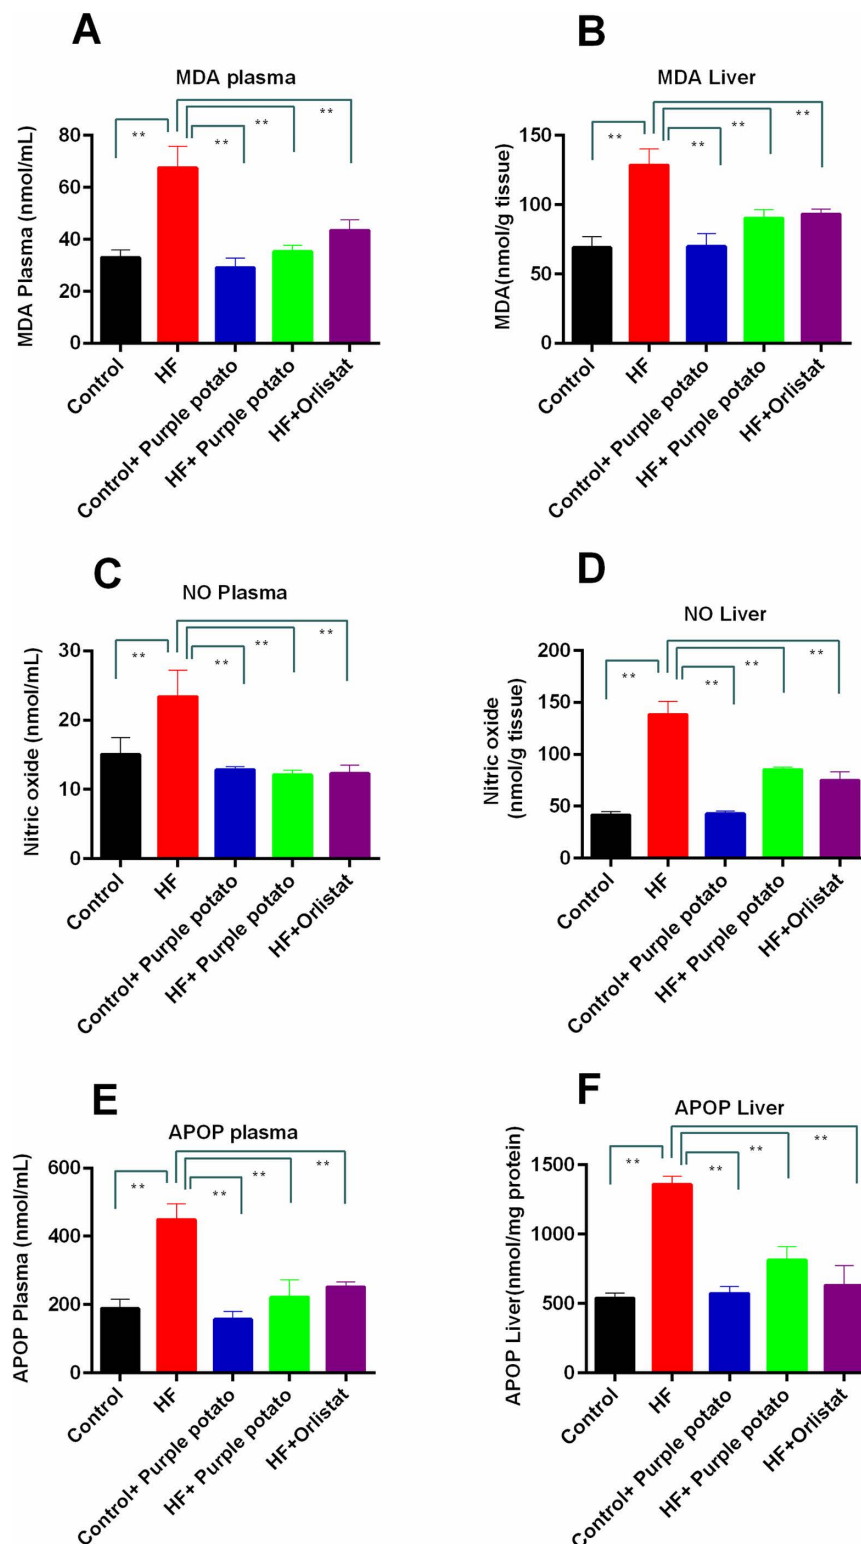 A
MDA plasma
MDA Plasma (nmol/mL)
80
60
40
20
0
** ** ** **
Control
HF
Control+ Purple potato
HF+ Purple potato
HF+Orlistat
B
MDA Liver
MDA(nmol/g tissue)
150
100
50
0
** ** ** **
Control
HF
Control+ Purple potato
HF+ Purple potato
HF+Orlistat
C
NO Plasma
Nitric oxide (nmol/mL)
30
20
10
0
** ** ** **
Control
HF
Control+ Purple potato
HF+ Purple potato
HF+Orlistat
D
NO Liver
Nitric oxide
(nmol/g tissue)
200
150
100
50
0
** ** ** **
Control
HF
Control+ Purple potato
HF+ Purple potato
HF+Orlistat
E
APOP plasma
APOP Plasma (nmol/mL)
600
400
200
0
** ** ** **
Control
HF
Control+ Purple potato
HF+ Purple potato
HF+Orlistat
F
APOP Liver
APOP Liver(nmol/mg protein)
1500
1000
500
0
** ** ** **
Control
HF
Control+ Purple potato
HF+ Purple potato
HF+Orlistat